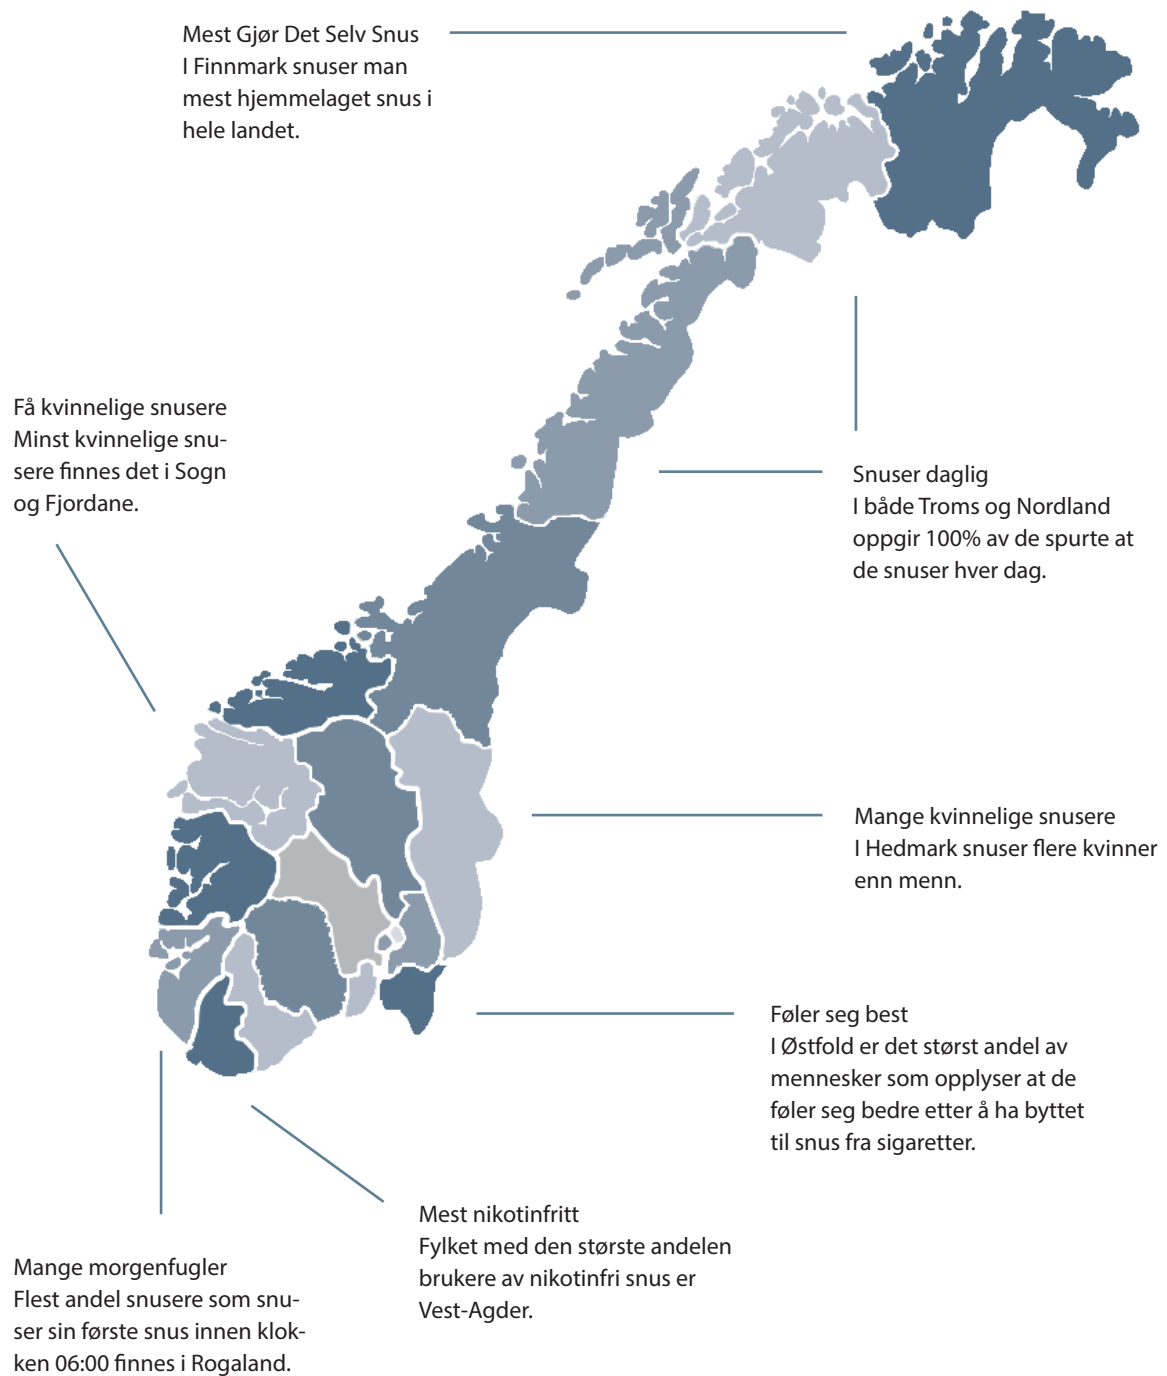 Mest Gjør Det Selv Snus
I Finnmark snuser man
mest hjemmelaget snus i
hele landet.
Få kvinnelige snusere
Minst kvinnelige snu-
sere finnes det i Sogn
og Fjordane.
Snuser daglig
I både Troms og Nordland
oppgir 100% av de spurte at
de snuser hver dag.
Mange kvinnelige snusere
I Hedmark snuser flere kvinner
enn menn.
Føler seg best
I Østfold er det størst andel av
mennesker som opplyser at de
føler seg bedre etter å ha byttet
til snus fra sigaretter.
Mest nikotinfritt
Fylket med den største andelen
brukere av nikotinfri snus er
Vest-Agder.
Mange morgenfugler
Flest andel snusere som snu-
ser sin første snus innen klok-
ken 06:00 finnes i Rogaland.